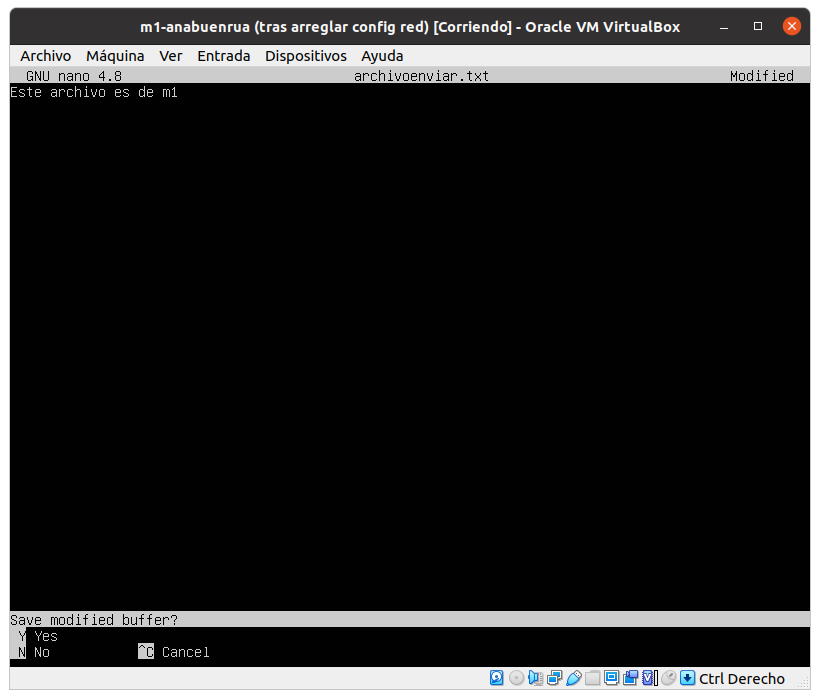 m1-anabuenrua (tras arreglar config red) [Corriendo] - Oracle VM VirtualBox
Archivo Máquina Ver Entrada Dispositivos Ayuda
GNU nano 4.8 archivoenviar.txt Modified
Este archivo es de m1
Save modified buffer?
Y Yes
N No ^C Cancel
Ctrl Derecho